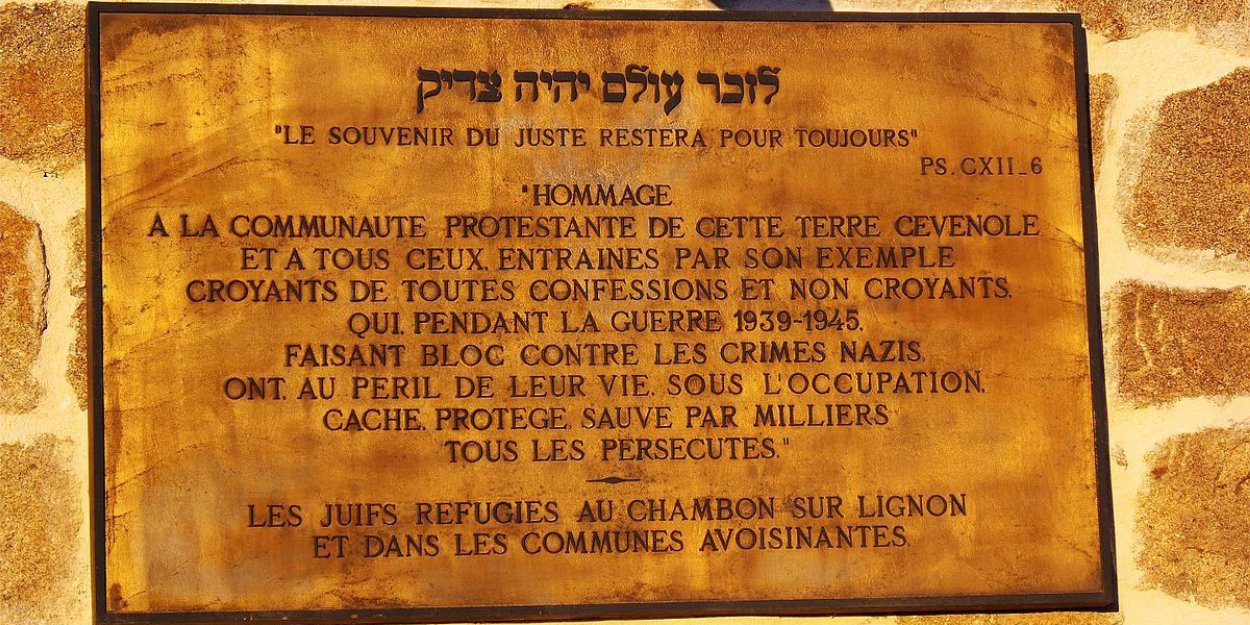 לזכר עולם יהיה צדיק
"LE SOUVENIR DU JUSTE RESTERA POUR TOUJOURS"
PS. CXII_6
"HOMMAGE
A LA COMMUNAUTE PROTESTANTE DE CETTE TERRE CEVENOLE
ET A TOUS CEUX, ENTRAINES PAR SON EXEMPLE
CROYANTS DE TOUTES CONFESSIONS ET NON CROYANTS,
QUI, PENDANT LA GUERRE 1939-1945,
FAISANT BLOC CONTRE LES CRIMES NAZIS,
ONT, AU PERIL DE LEUR VIE, SOUS L'OCCUPATION,
CACHE, PROTEGE, SAUVE PAR MILLIERS
TOUS LES PERSECUTES."
LES JUIFS REFUGIES AU CHAMBON SUR LIGNON
ET DANS LES COMMUNES AVOISINANTES.